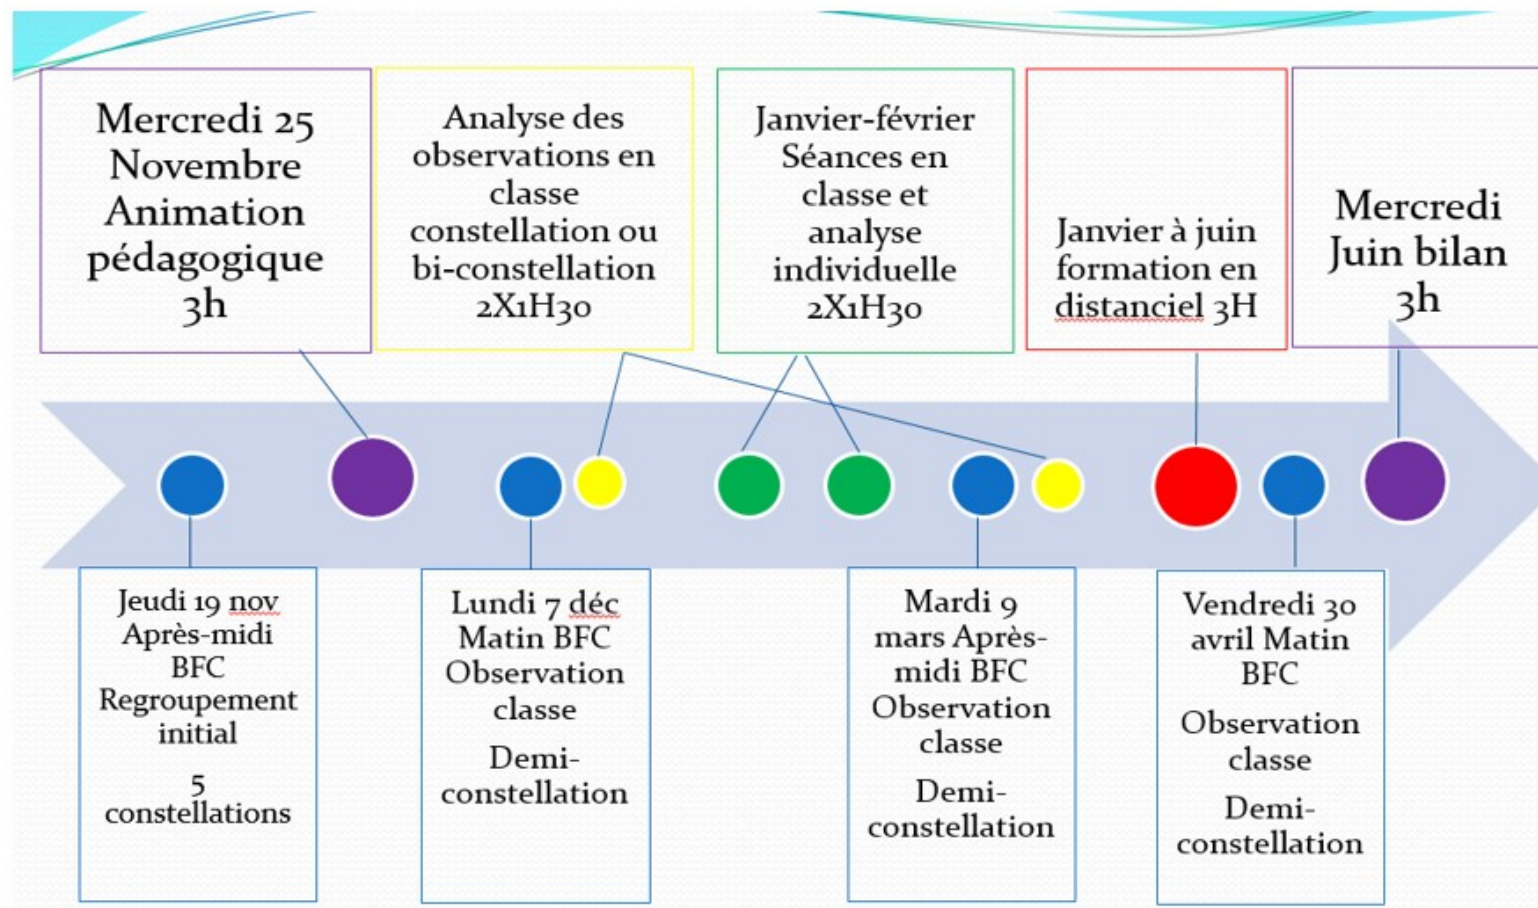 Mercredi 25
Novembre
Animation
pédagogique
3h
Analyse des
observations en
classe
constellation ou
bi-constellation
2X1H30
Janvier-février
Séances en
classe et
analyse
individuelle
2X1H30
Janvier à juin
formation en
distanciel 3H
Mercredi
Juin bilan
3h
Jeudi 19 nov
Après-midi
BFC
Regroupement
initial
5
constellations
Lundi 7 déc
Matin BFC
Observation
classe
Demi-
constellation
Mardi 9
mars Après-
midi BFC
Observation
classe
Demi-
constellation
Vendredi 30
avril Matin
BFC
Observation
classe
Demi-
constellation